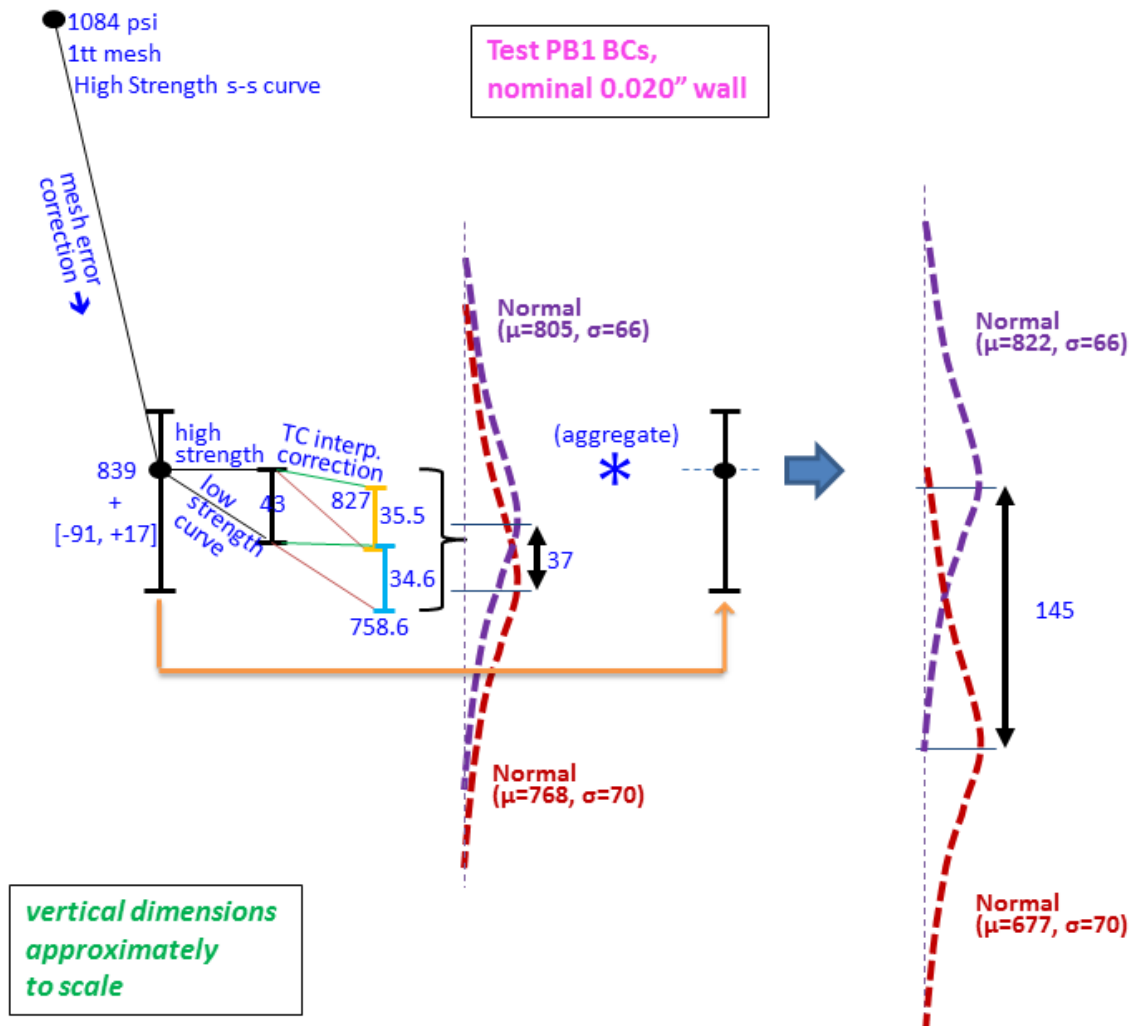 1084 psi
1tt mesh
High Strength s-s curve
Test PB1 BCs,
nominal 0.020” wall
mesh error
correction ➔
839
+
[-91, +17]
high
strength
low
strength
curve
43
TC interp.
correction
827
35.5
34.6
758.6
Normal
(μ=805, σ=66)
37
Normal
(μ=768, σ=70)
(aggregate)
*
Normal
(μ=822, σ=66)
145
Normal
(μ=677, σ=70)
vertical dimensions
approximately
to scale